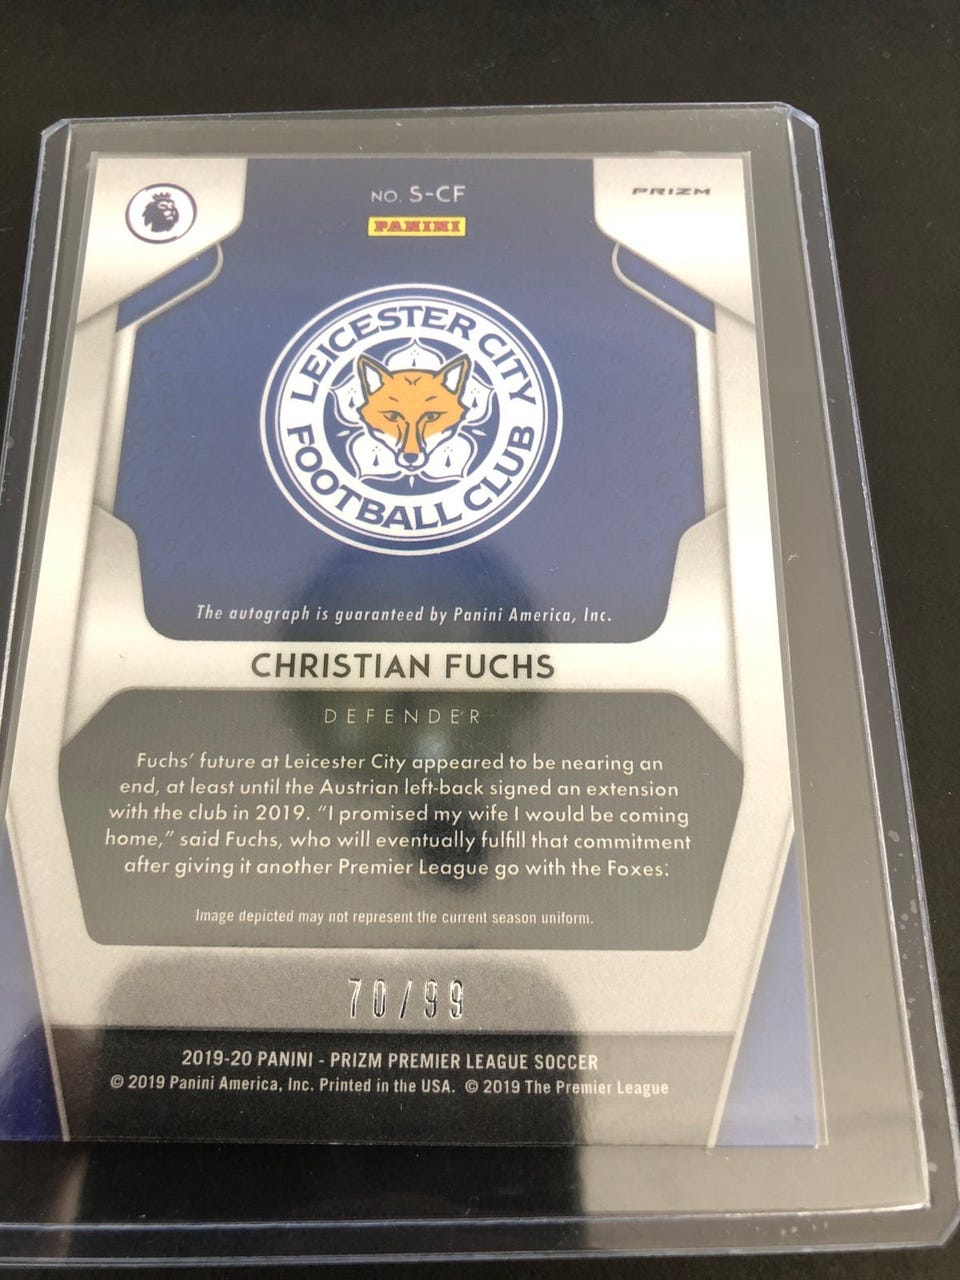 NO. S-CF
PRIZM
PANINI
LEICESTER CITY
FOOTBALL CLUB
The autograph is guaranteed by Panini America, Inc.
CHRISTIAN FUCHS
DEFENDER
Fuchs' future at Leicester City appeared to be nearing an
end, at least until the Austrian left-back signed an extension
with the club in 2019. "I promised my wife I would be coming
home," said Fuchs, who will eventually fulfill that commitment
after giving it another Premier League go with the Foxes.
Image depicted may not represent the current season uniform.
70/99
2019-20 PANINI - PRIZM PREMIER LEAGUE SOCCER
© 2019 Panini America, Inc. Printed in the USA. © 2019 The Premier League